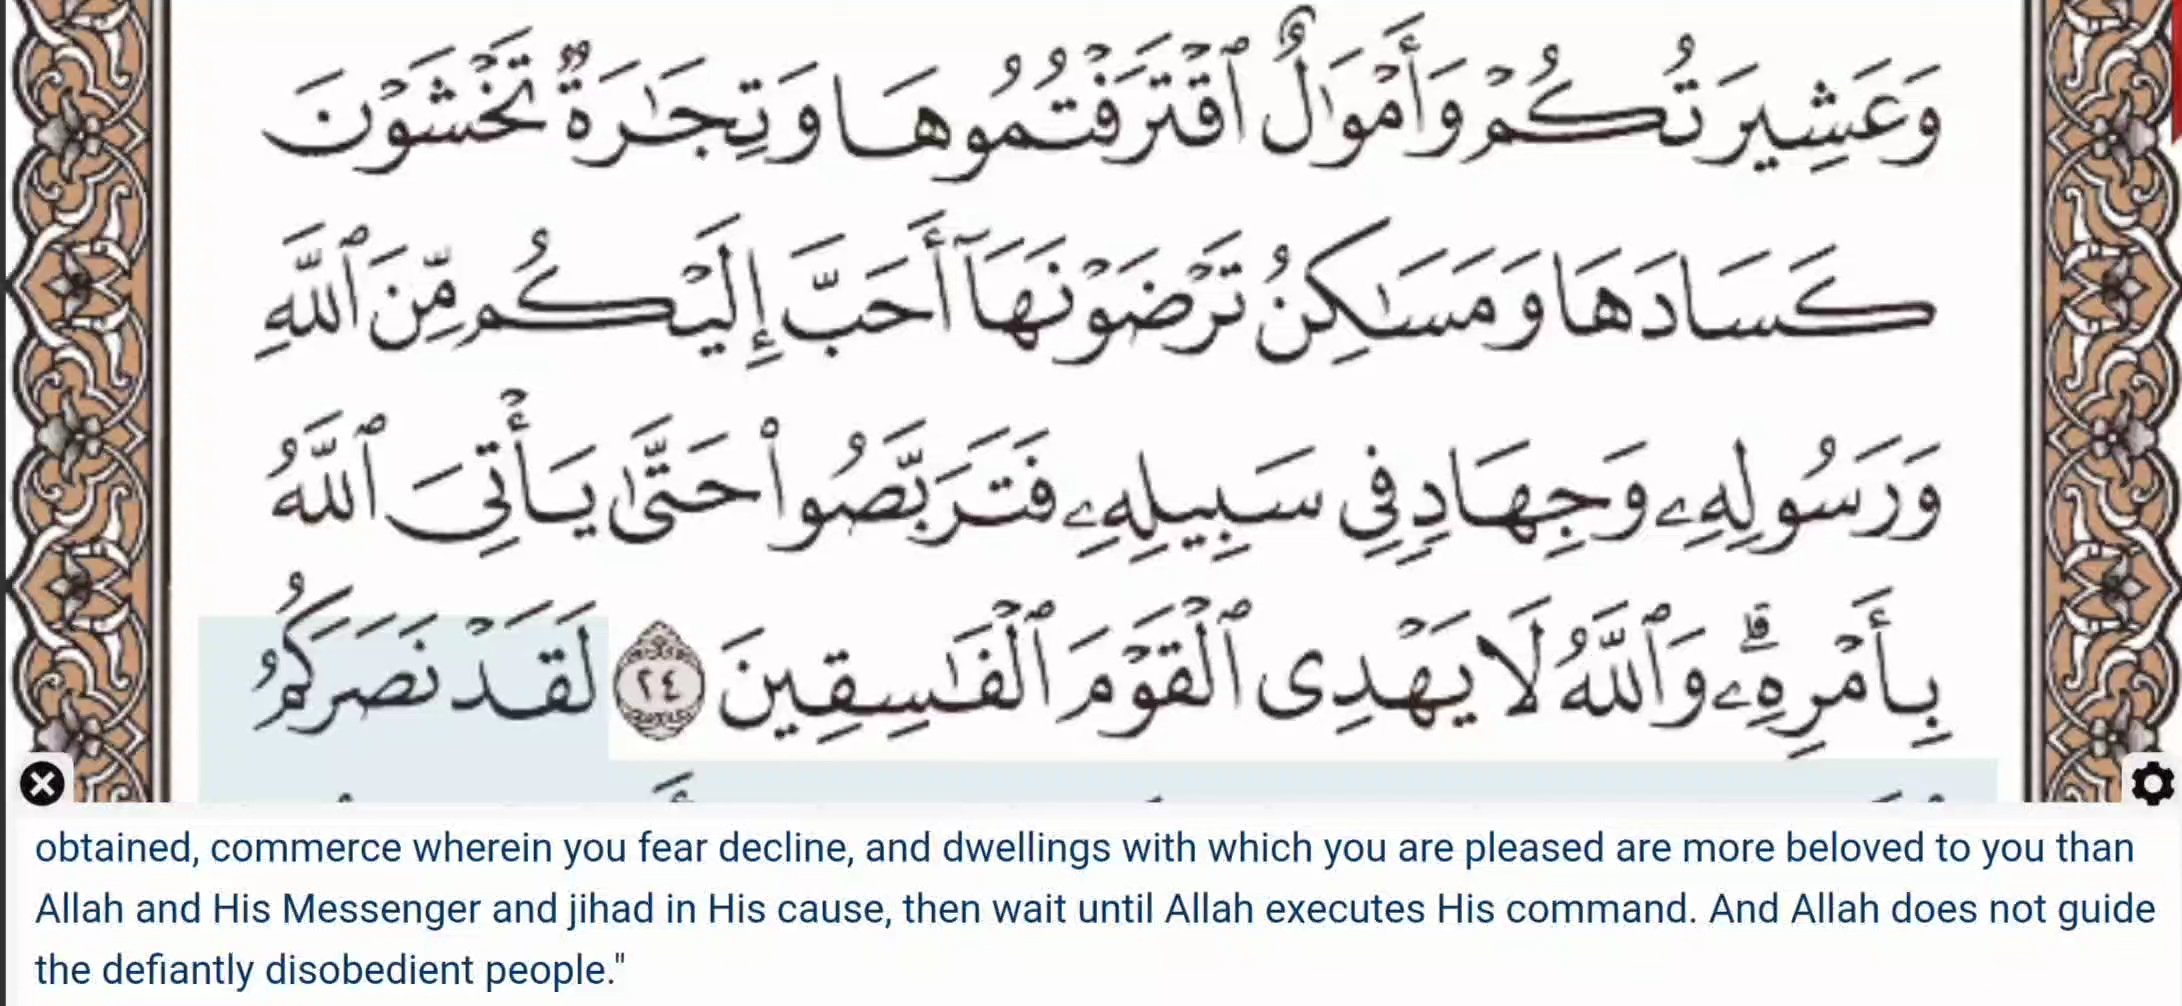 وَعَشِيرَتُكُمْ وَأَمْوَٰلٌ ٱقْتَرَفْتُمُوهَا وَتِجَـٰرَةٌ تَخْشَوْنَ
كَسَادَهَا وَمَسَـٰكِنُ تَرْضَوْنَهَآ أَحَبَّ إِلَيْكُم مِّنَ ٱللَّهِ
وَرَسُولِهِۦ وَجِهَادٍ فِى سَبِيلِهِۦ فَتَرَبَّصُوا۟ حَتَّىٰ يَأْتِىَ ٱللَّهُ
بِأَمْرِهِۦ ۗ وَٱللَّهُ لَا يَهْدِى ٱلْقَوْمَ ٱلْفَـٰسِقِينَ ٢٤ لَقَدْ نَصَرَكُمُ
obtained, commerce wherein you fear decline, and dwellings with which you are pleased are more beloved to you than
Allah and His Messenger and jihad in His cause, then wait until Allah executes His command. And Allah does not guide
the defiantly disobedient people."